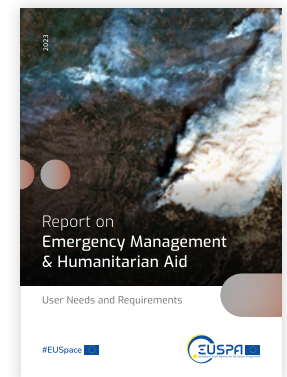 2023
Report on
Emergency Management
& Humanitarian Aid
User Needs and Requirements
#EUSpace
EUSPA